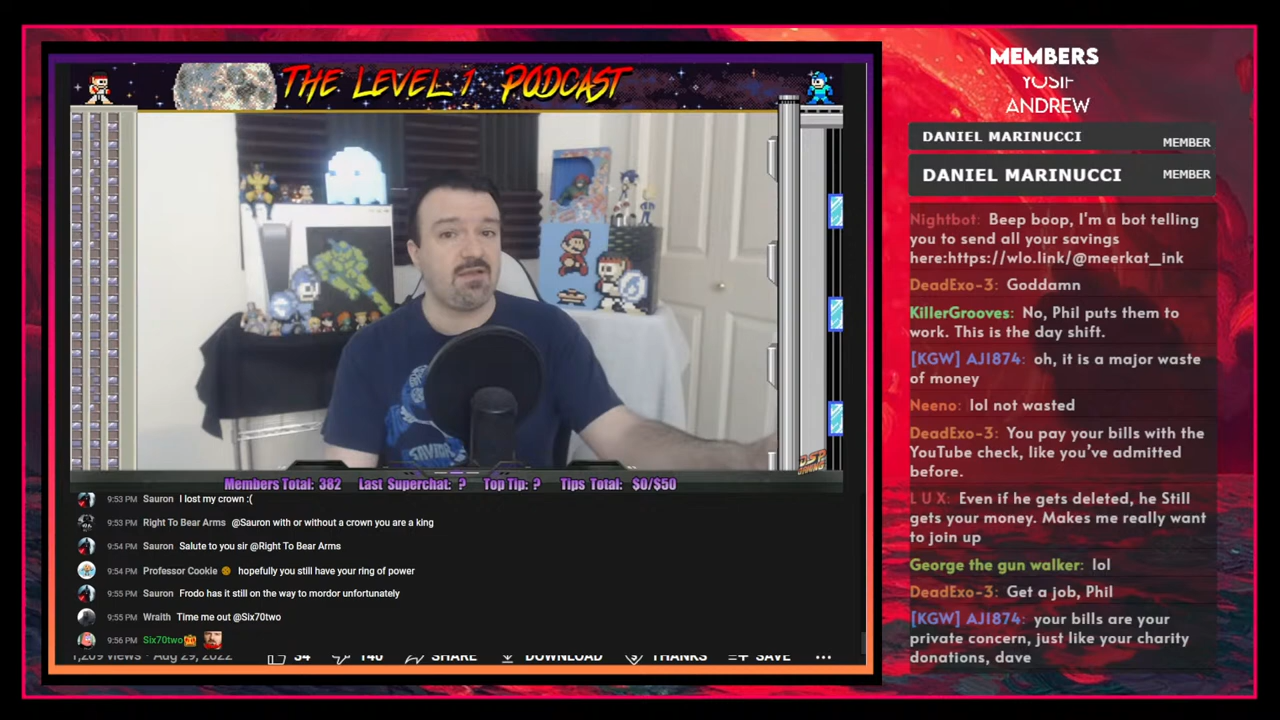 THE LEVEL 1 PODCAST
DSP
GAMING
Members Total: 382 Last Superchat: ? Top Tip: ? Tips Total: $0/$50
9:53 PM Sauron I lost my crown :(
9:53 PM Right To Bear Arms @Sauron with or without a crown you are a king
9:54 PM Sauron Salute to you sir @Right To Bear Arms
9:54 PM Professor Cookie hopefully you still have your ring of power
9:55 PM Sauron Frodo has it still on the way to mordor unfortunately
9:55 PM Wraith Time me out @Six70two
9:56 PM Six70two
1,209 views • Aug 29, 2022 34 146 SHARE DOWNLOAD THANKS SAVE
MEMBERS
YOSIF
ANDREW
DANIEL MARINUCCI MEMBER
DANIEL MARINUCCI MEMBER
Nightbot: Beep boop, I'm a bot telling
you to send all your savings
here:https://wlo.link/@meerkat_ink
DeadExo-3: Goddamn
KillerGrooves: No, Phil puts them to
work. This is the day shift.
[KGW] AJ1874: oh, it is a major waste
of money
Neeno: lol not wasted
DeadExo-3: You pay your bills with the
YouTube check, like you've admitted
before.
L U X: Even if he gets deleted, he Still
gets your money. Makes me really want
to join up
George the gun walker: lol
DeadExo-3: Get a job, Phil
[KGW] AJ1874: your bills are your
private concern, just like your charity
donations, dave